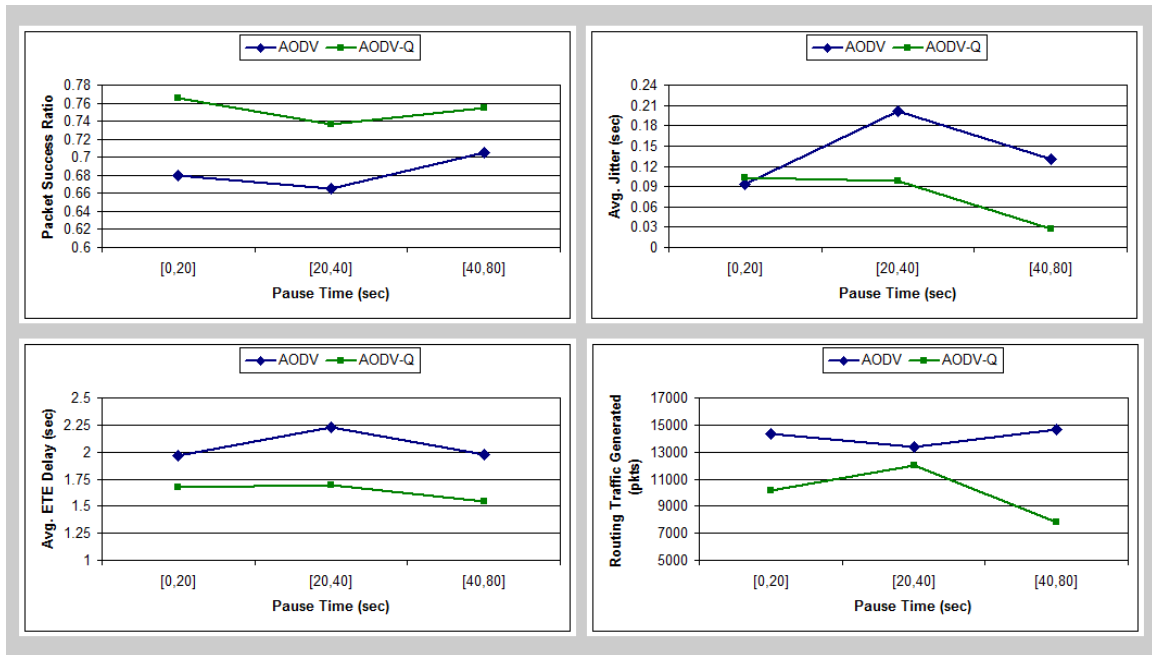 AODV AODV-Q
Packet Success Ratio
0.78
0.76
0.74
0.72
0.7
0.68
0.66
0.64
0.62
0.6
[0,20] [20,40] [40,80]
Pause Time (sec)
AODV AODV-Q
Avg. Jitter (sec)
0.24
0.21
0.18
0.15
0.12
0.09
0.06
0.03
0
[0,20] [20,40] [40,80]
Pause Time (sec)
AODV AODV-Q
Avg. ETE Delay (sec)
2.5
2.25
2
1.75
1.5
1.25
1
[0,20] [20,40] [40,80]
Pause Time (sec)
AODV AODV-Q
Routing Traffic Generated
(pkts)
17000
15000
13000
11000
9000
7000
5000
[0,20] [20,40] [40,80]
Pause Time (sec)